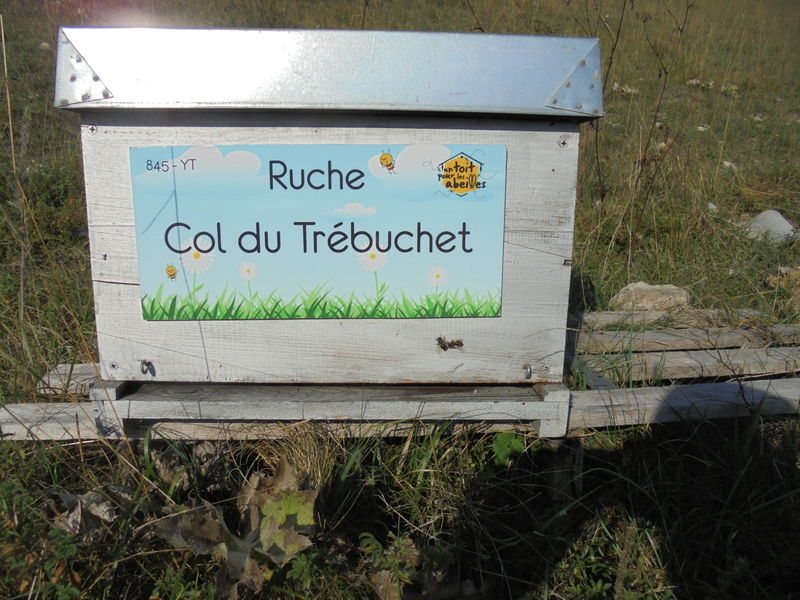 845-YT
Ruche
un toit
pour les
abeilles
Col du Trébuchet